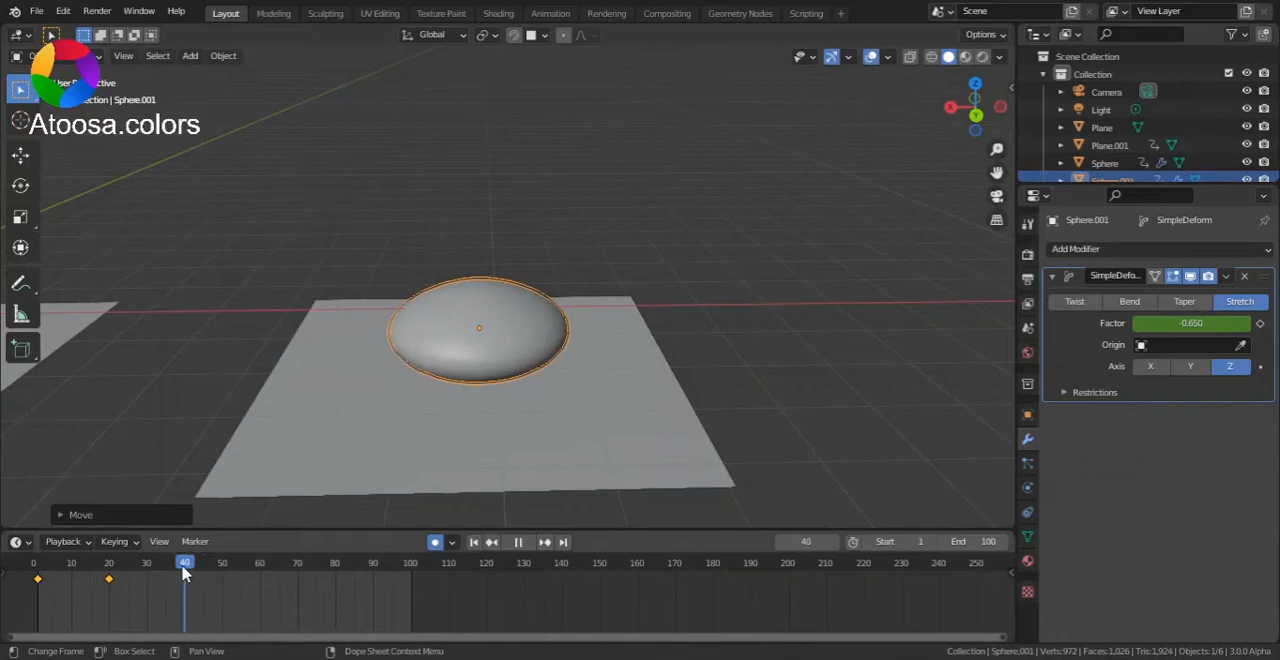 File Edit Render Window Help Layout Modeling Sculpting UV Editing Texture Paint Shading Animation Rendering Compositing Geometry Nodes Scripting + Scene View Layer
Global Options
View Select Add Object
User Perspective
Collection | Sphere.001
Atoosa.colors
Z
X
Y
Move
Scene Collection
Collection
Camera
Light
Plane
Plane.001
Sphere
Sphere.001
Sphere.001 SimpleDeform
Add Modifier
SimpleDefo...
Twist Bend Taper Stretch
Factor -0.650
Origin
Axis X Y Z
Restrictions
Playback Keying View Marker 40 Start 1 End 100
0 10 20 30 40 50 60 70 80 90 100 110 120 130 140 150 160 170 180 190 200 210 220 230 240 250
Change Frame Box Select Pan View Dope Sheet Context Menu Collection | Sphere.001 | Verts:972 | Faces:1,026 | Tris:1,924 | Objects:1/6 | 3.0.0 Alpha